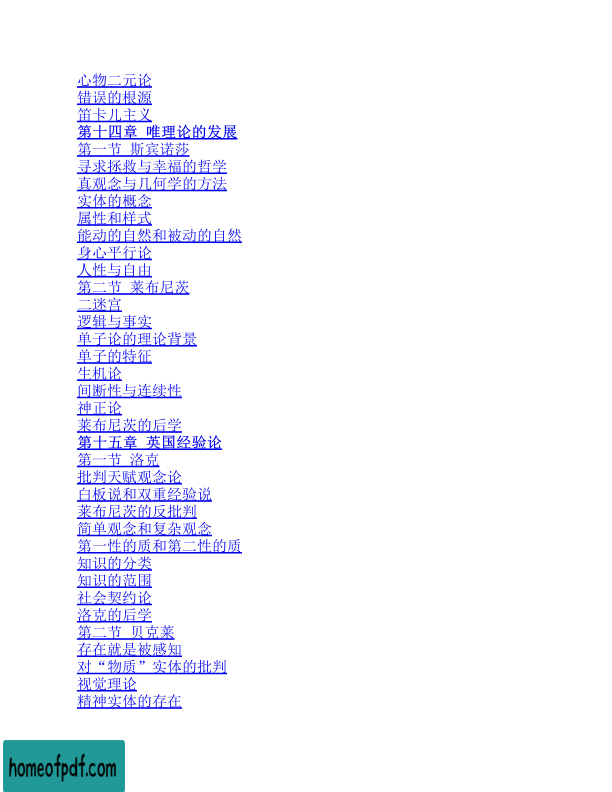 心物二元论
错误的根源
笛卡儿主义
第十四章 唯理论的发展
第一节 斯宾诺莎
寻求拯救与幸福的哲学
真观念与几何学的方法
实体的概念
属性和样式
能动的自然和被动的自然
身心平行论
人性与自由
第二节 莱布尼茨
二迷宫
逻辑与事实
单子论的理论背景
单子的特征
生机论
间断性与连续性
神正论
莱布尼茨的后学
第十五章 英国经验论
第一节 洛克
批判天赋观念论
白板说和双重经验说
莱布尼茨的反批判
简单观念和复杂观念
第一性的质和第二性的质
知识的分类
知识的范围
社会契约论
洛克的后学
第二节 贝克莱
存在就是被感知
对“物质”实体的批判
视觉理论
精神实体的存在
homeofpdf.com